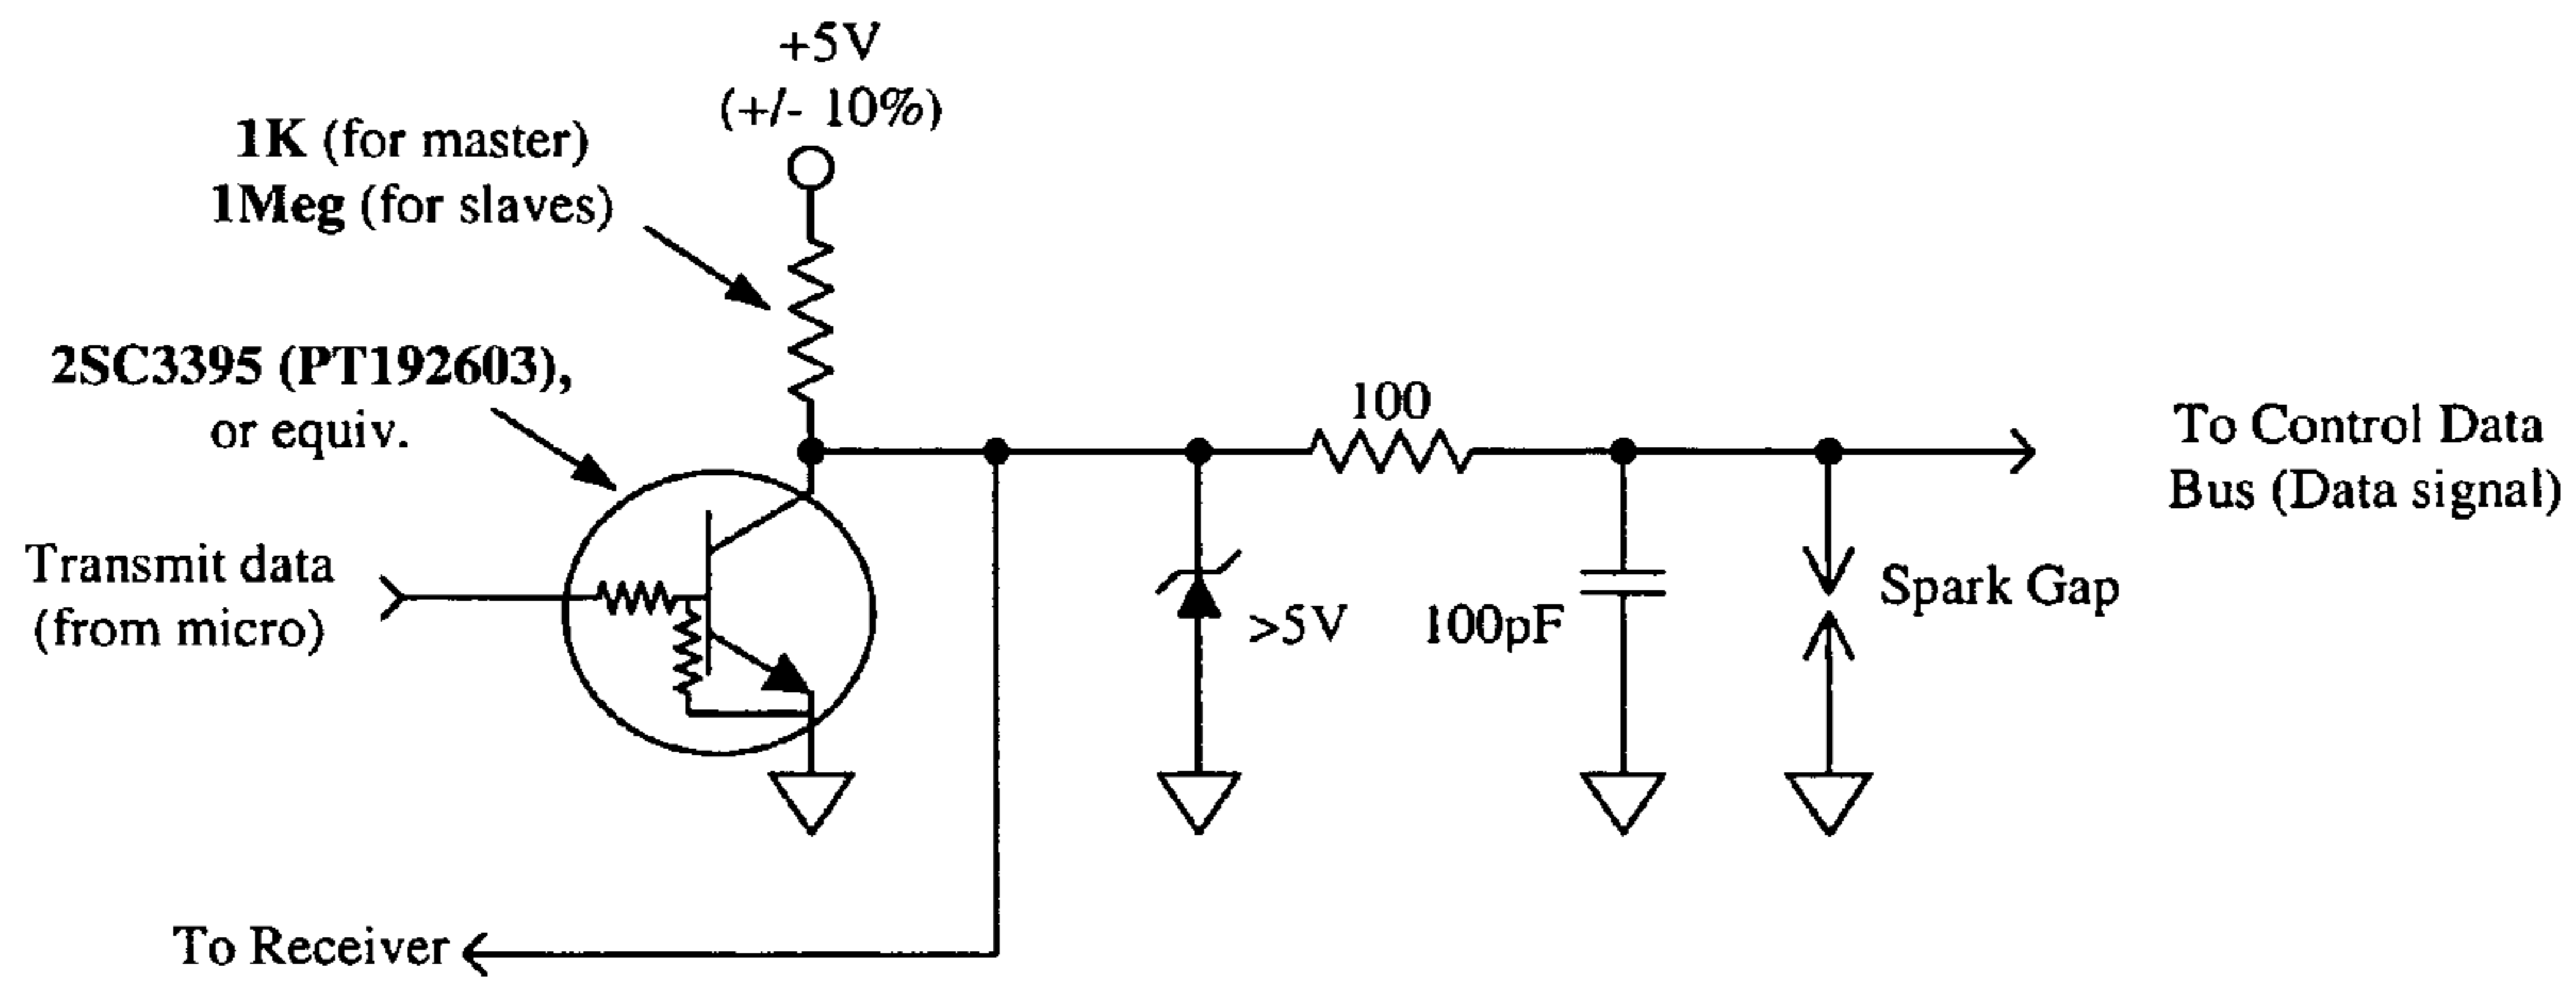 +5V
(+/- 10%)
1K (for master)
1Meg (for slaves)
2SC3395 (PT192603),
or equiv.
100
To Control Data
Bus (Data signal)
Transmit data
(from micro)
>5V
100pF
Spark Gap
To Receiver